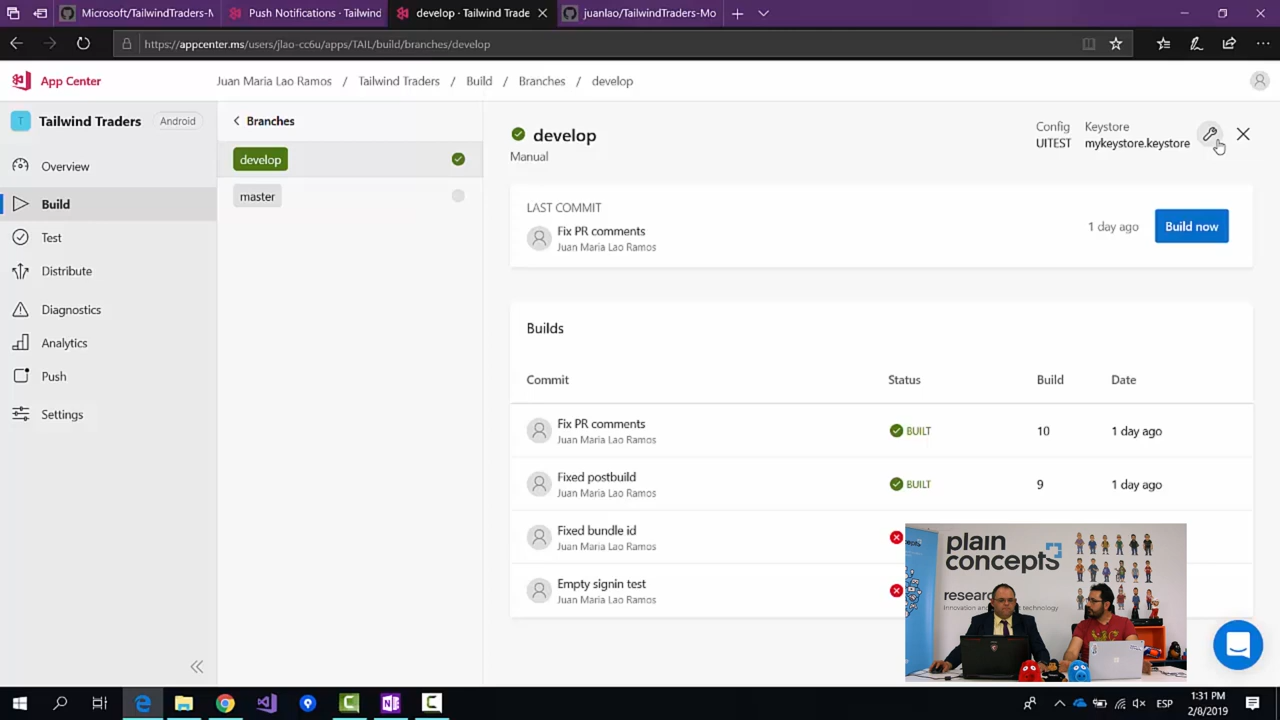 Microsoft/TailwindTraders-M
Push Notifications · Tailwind
develop · Tailwind Trade
juanlao/TailwindTraders-Mo
https://appcenter.ms/users/jlao-cc6u/apps/TAIL/build/branches/develop
App Center
Juan Maria Lao Ramos / Tailwind Traders / Build / Branches / develop
T
Tailwind Traders
Android
Overview
Build
Test
Distribute
Diagnostics
Analytics
Push
Settings
Branches
develop
master
develop
Manual
Config
UITEST
Keystore
mykeystore.keystore
LAST COMMIT
Fix PR comments
Juan Maria Lao Ramos
1 day ago
Build now
Builds
Commit Status Build Date
Fix PR comments
Juan Maria Lao Ramos
BUILT 10 1 day ago
Fixed postbuild
Juan Maria Lao Ramos
BUILT 9 1 day ago
Fixed bundle id
Juan Maria Lao Ramos
Empty signin test
Juan Maria Lao Ramos
plain
concepts
research
ESP
1:31 PM
2/8/2019